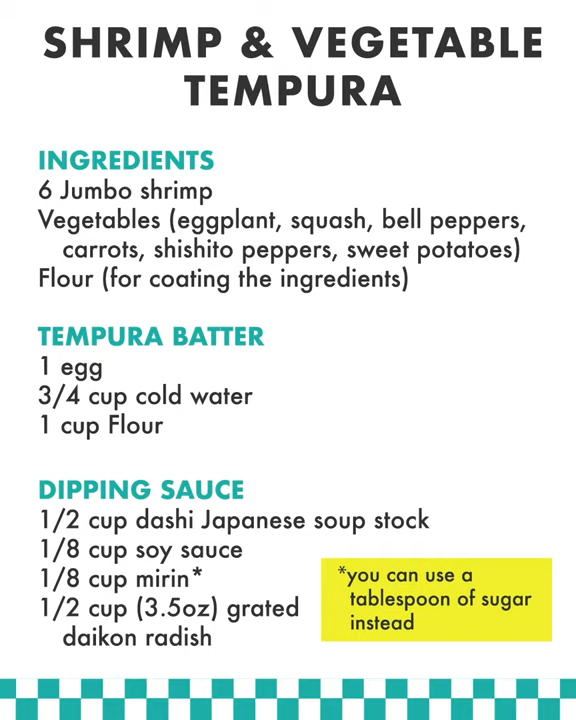 SHRIMP & VEGETABLE
TEMPURA
INGREDIENTS
6 Jumbo shrimp
Vegetables (eggplant, squash, bell peppers,
carrots, shishito peppers, sweet potatoes)
Flour (for coating the ingredients)
TEMPURA BATTER
1 egg
3/4 cup cold water
1 cup Flour
DIPPING SAUCE
1/2 cup dashi Japanese soup stock
1/8 cup soy sauce
1/8 cup mirin*
1/2 cup (3.5oz) grated
daikon radish
*you can use a
tablespoon of sugar
instead